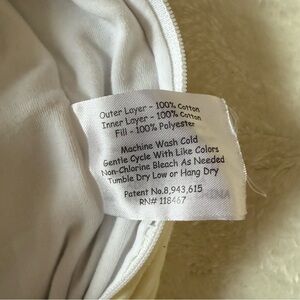 Outer Layer - 100% Cotton
Inner Layer - 100% Cotton
Fill - 100% Polyester
Machine Wash Cold
Gentle Cycle With Like Colors
Non-Chlorine Bleach As Needed
Tumble Dry Low or Hang Dry
Patent No.8,943,615
RN# 118467